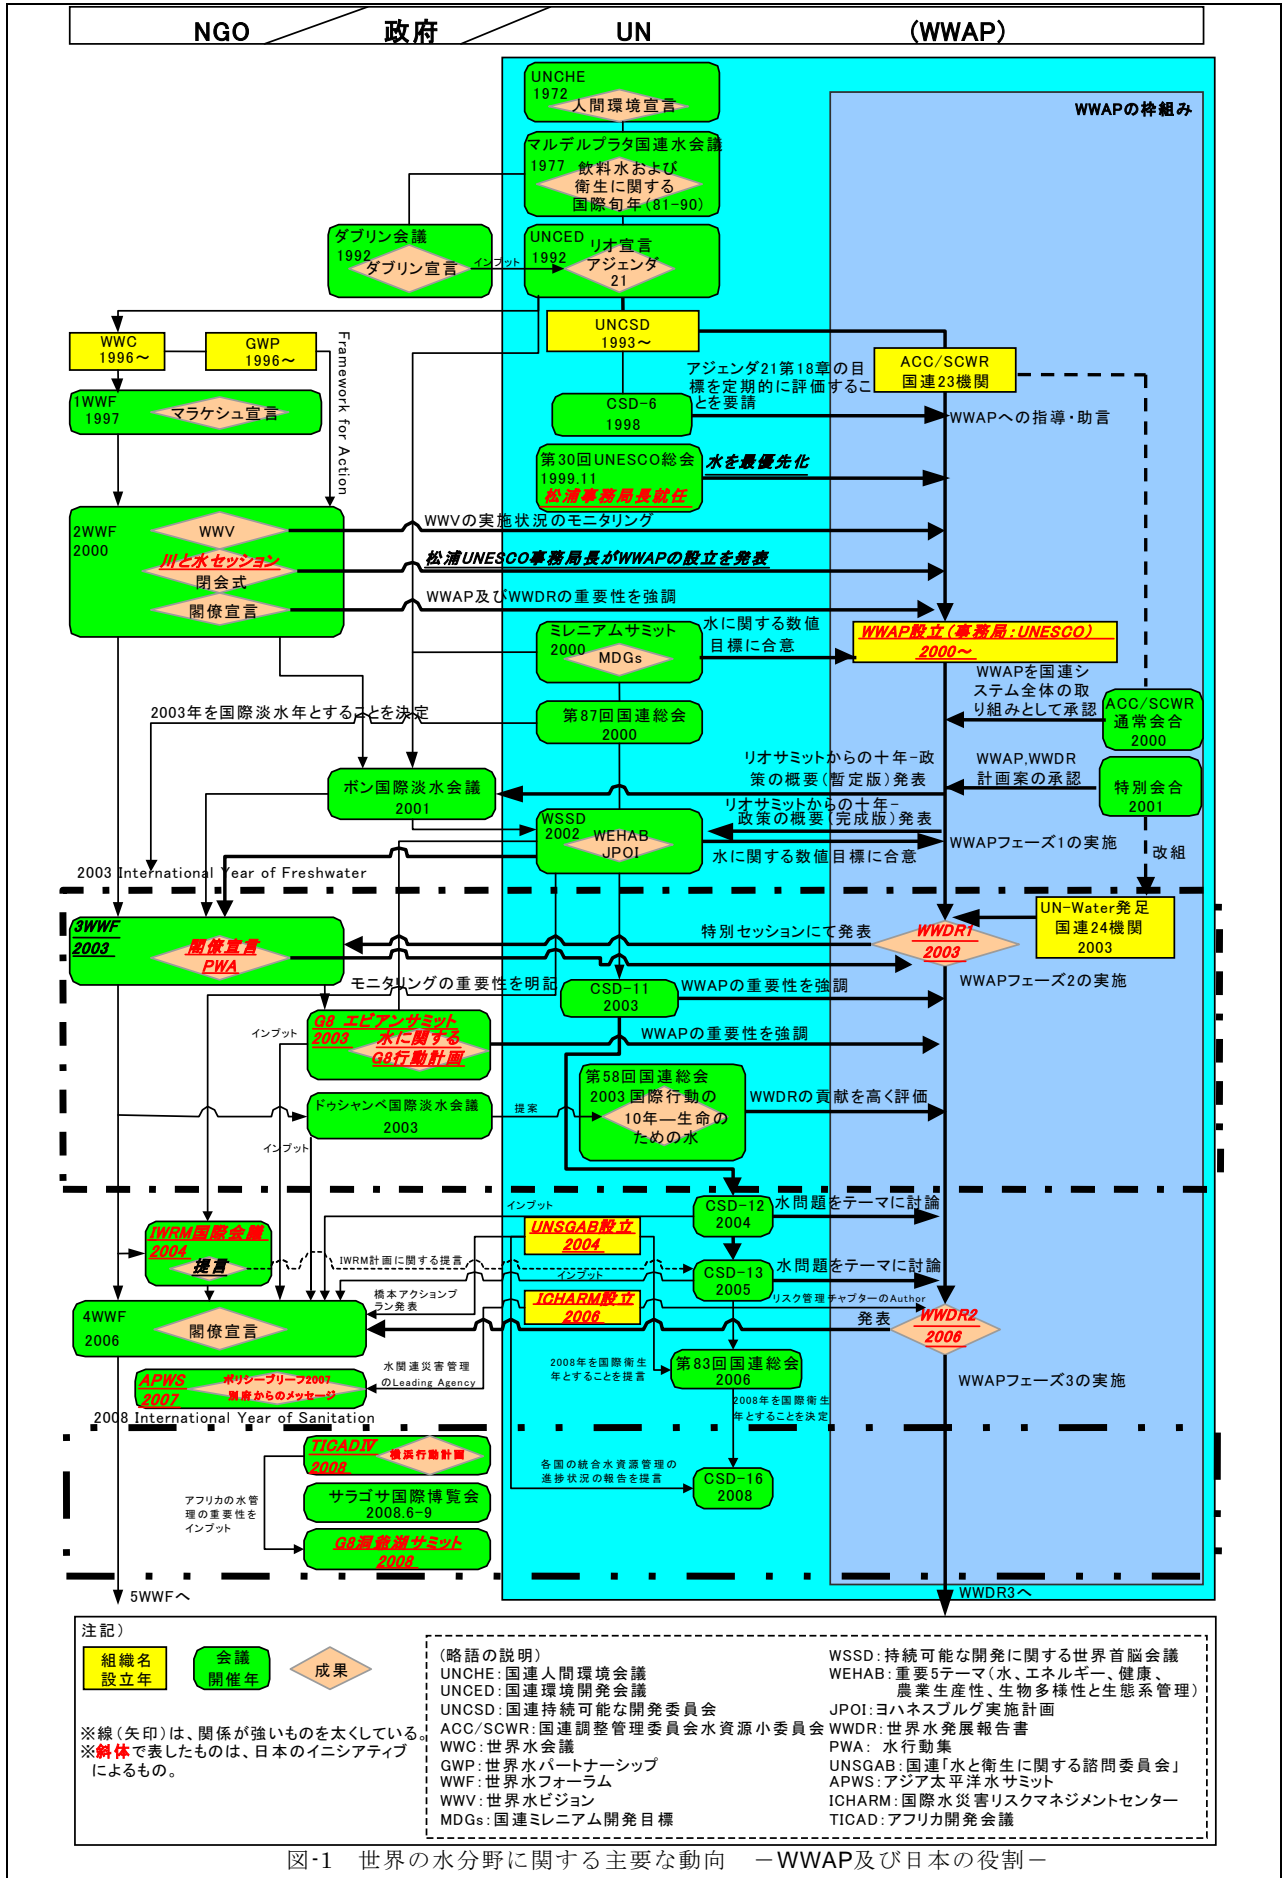 NGO 政府 UN (WWAP)
WWAPの枠組み
UNCHE
1972
人間環境宣言
マルデルプラタ国連水会議
1977
飲料水および
衛生に関する
国際旬年(81-90)
ダブリン会議
1992
ダブリン宣言
インプット
UNCED
1992
リオ宣言
アジェンダ
21
WWC
1996～
GWP
1996～
Framework for Action
UNCSD
1993～
ACC/SCWR
国連23機関
アジェンダ21第18章の目
標を定期的に評価するこ
とを要請
1WWF
1997
マラケシュ宣言
CSD-6
1998
WWAPへの指導・助言
第30回UNESCO総会
1999.11
松浦事務局長就任
水を最優先化
2WWF
2000
WWV
川と水セッション
閉会式
閣僚宣言
WWVの実施状況のモニタリング
松浦UNESCO事務局長がWWAPの設立を発表
WWAP及びWWDRの重要性を強調
ミレニアムサミット
2000
MDGs
水に関する数値
目標に合意
WWAP設立(事務局:UNESCO)
2000～
WWAPを国連シ
ステム全体の取
り組みとして承認
ACC/SCWR
通常会合
2000
2003年を国際淡水年とすることを決定
第87回国連総会
2000
リオサミットからの十年-政
策の概要(暫定版)発表
WWAP,WWDR
計画案の承認
特別会合
2001
ボン国際淡水会議
2001
リオサミットからの十年-
政策の概要(完成版)発表
WSSD
2002
WEHAB
JPOI
水に関する数値目標に合意
WWAPフェーズ1の実施
改組
2003 International Year of Freshwater
3WWF
2003
閣僚宣言
PWA
特別セッションにて発表
WWDR1
2003
UN-Water発足
国連24機関
2003
モニタリングの重要性を明記
CSD-11
2003
WWAPの重要性を強調
WWAPフェーズ2の実施
インプット
G8 エビアンサミット
2003
水に関する
G8行動計画
WWAPの重要性を強調
第58回国連総会
2003
国際行動の
10年―生命の
ための水
WWDRの貢献を高く評価
ドゥシャンベ国際淡水会議
2003
提案
インプット
IWRM国際会議
2004
提言
インプット
UNSGAB設立
2004
CSD-12
2004
水問題をテーマに討論
IWRM計画に関する提言
インプット
CSD-13
2005
水問題をテーマに討論
橋本アクションプ
ラン発表
ICHARM設立
2006
リスク管理チャプターのAuthor
4WWF
2006
閣僚宣言
発表
WWDR2
2006
水関連災害管理
のLeading Agency
2008年を国際衛生
年とすることを提言
第83回国連総会
2006
APWS
2007
ポリシーブリーフ2007
別府からのメッセージ
WWAPフェーズ3の実施
2008年を国際衛生
年とすることを決定
2008 International Year of Sanitation
TICADⅣ
2008
横浜行動計画
各国の統合水資源管理の
進捗状況の報告を提言
CSD-16
2008
アフリカの水管
理の重要性を
インプット
サラゴサ国際博覧会
2008.6-9
G8洞爺湖サミット
2008
5WWFへ
WWDR3へ
注記)
組織名
設立年
会議
開催年
成果
※線(矢印)は、関係が強いものを太くしている。
※斜体で表したものは、日本のイニシアティブ
によるもの。
(略語の説明)
UNCHE:国連人間環境会議
UNCED:国連環境開発会議
UNCSD:国連持続可能な開発委員会
ACC/SCWR:国連調整管理委員会水資源小委員会
WWC:世界水会議
GWP:世界水パートナーシップ
WWF:世界水フォーラム
WWV:世界水ビジョン
MDGs:国連ミレニアム開発目標
WSSD:持続可能な開発に関する世界首脳会議
WEHAB:重要5テーマ(水、エネルギー、健康、
農業生産性、生物多様性と生態系管理)
JPOI:ヨハネスブルグ実施計画
WWDR:世界水発展報告書
PWA: 水行動集
UNSGAB:国連「水と衛生に関する諮問委員会」
APWS:アジア太平洋水サミット
ICHARM:国際水災害リスクマネジメントセンター
TICAD:アフリカ開発会議
図-1 世界の水分野に関する主要な動向 －WWAP及び日本の役割－